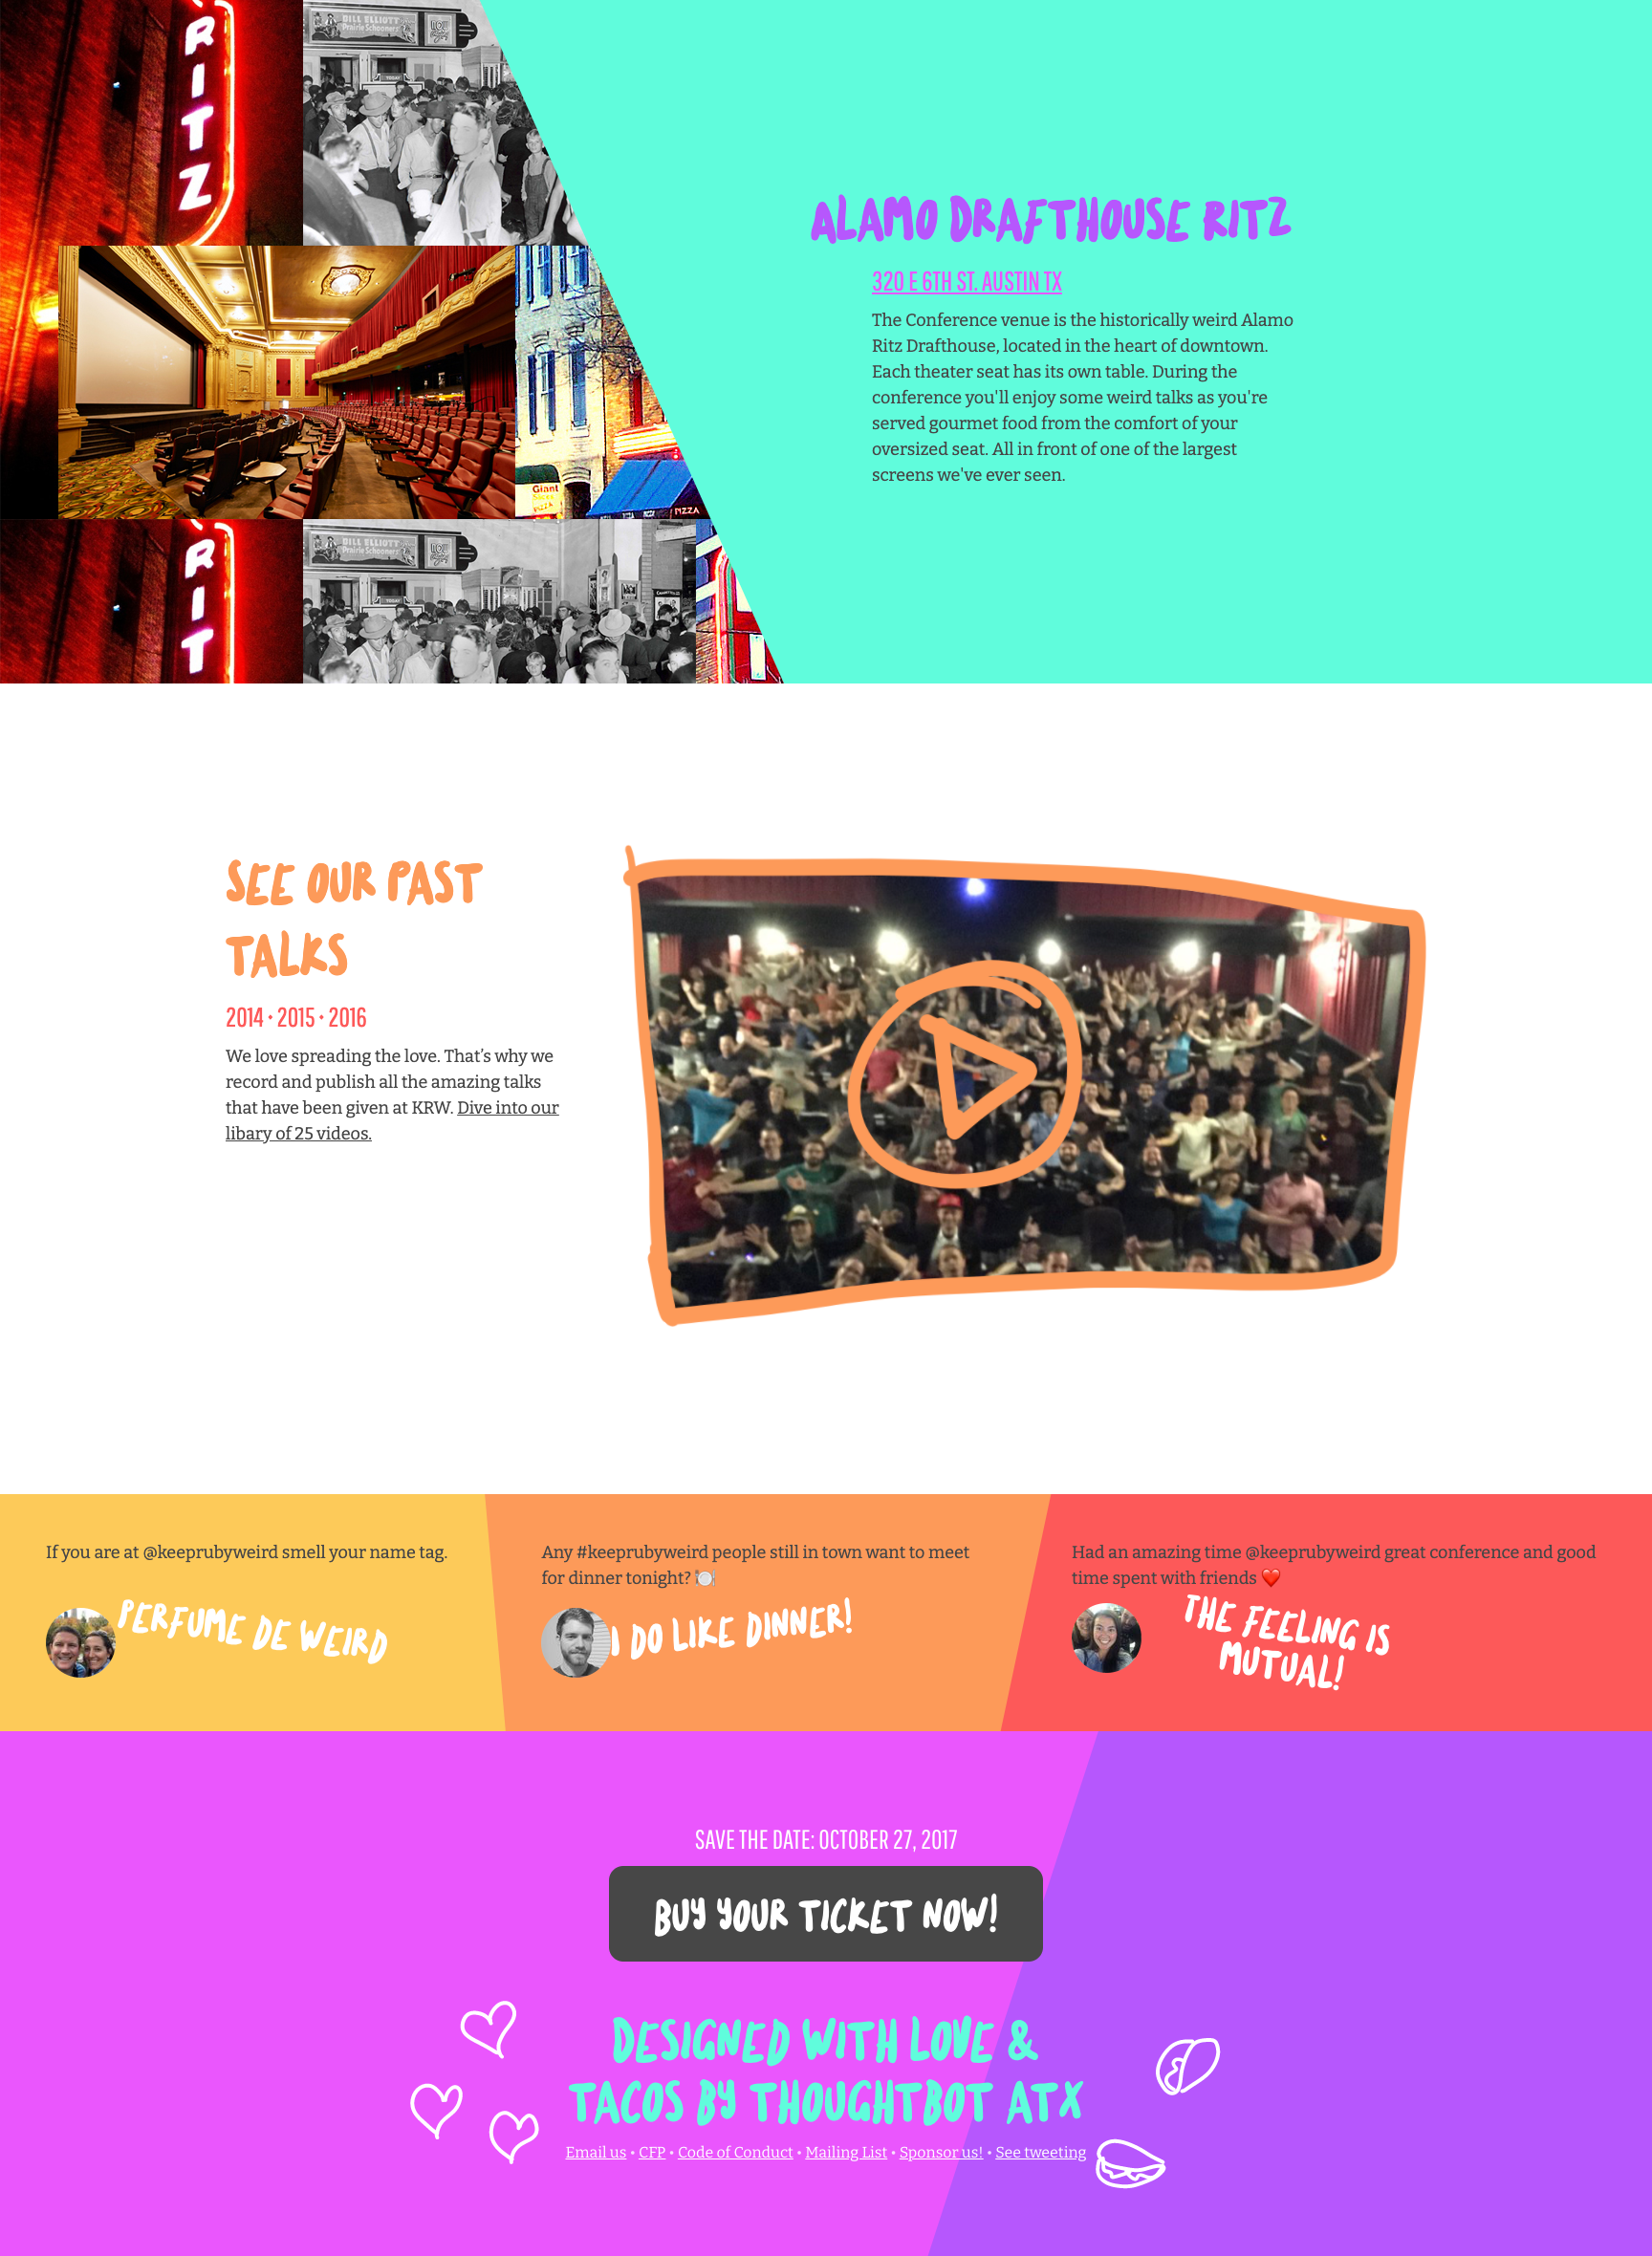 RITZ
BILL ELLIOTT
Prairie Schooners
TODAY
ALAMO DRAFTHOUSE RITZ
320 E 6TH ST. AUSTIN TX
The Conference venue is the historically weird Alamo
Ritz Drafthouse, located in the heart of downtown.
Each theater seat has its own table. During the
conference you'll enjoy some weird talks as you're
served gourmet food from the comfort of your
oversized seat. All in front of one of the largest
screens we've ever seen.
Giant
PIZZA
PIZZA
RIT
BILL ELLIOTT
Prairie Schooners
TODAY
SEE OUR PAST
TALKS
2014 • 2015 • 2016
We love spreading the love. That's why we
record and publish all the amazing talks
that have been given at KRW. Dive into our
libary of 25 videos.
If you are at @keeprubyweird smell your name tag.
PERFUME DE WEIRD
Any #keeprubyweird people still in town want to meet
for dinner tonight? 🍽
I DO LIKE DINNER!
Had an amazing time @keeprubyweird great conference and good
time spent with friends ❤️
THE FEELING IS
MUTUAL!
SAVE THE DATE: OCTOBER 27, 2017
BUY YOUR TICKET NOW!
DESIGNED WITH LOVE &
TACOS BY THOUGHTBOT ATX
Email us • CFP • Code of Conduct • Mailing List • Sponsor us! • See tweeting